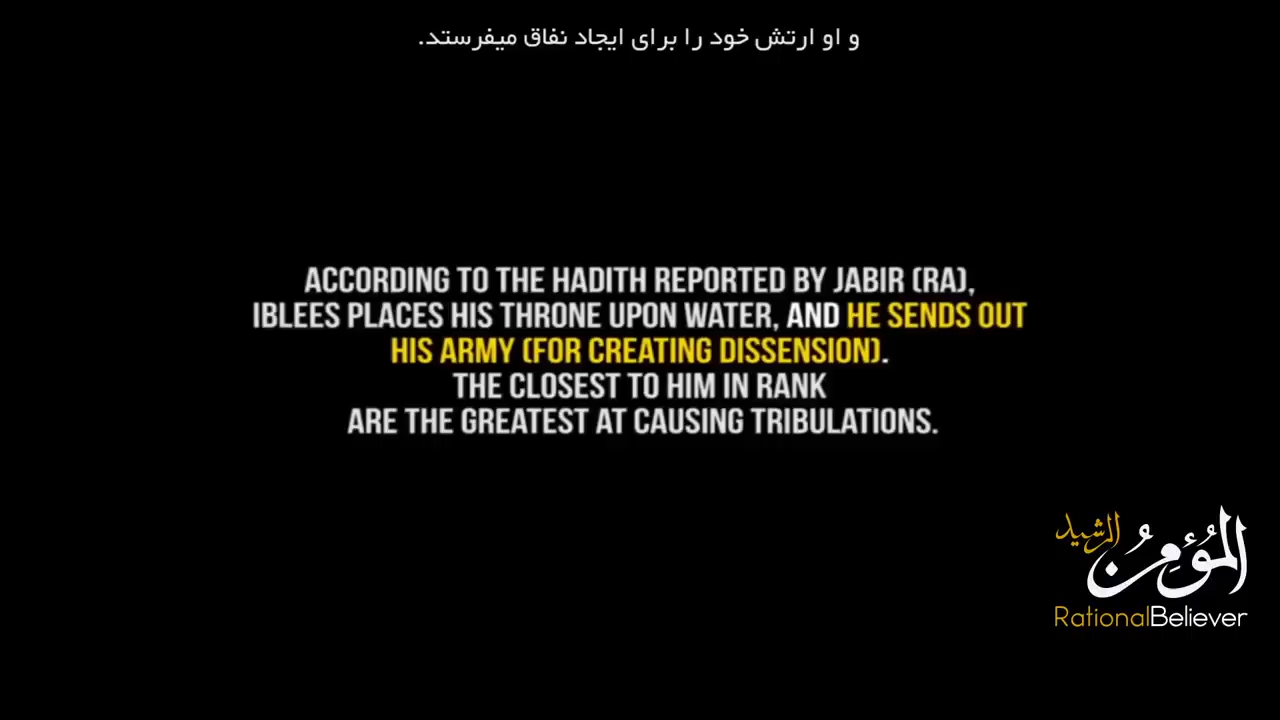 و او ارتش خود را برای ایجاد نفاق میفرستد.
ACCORDING TO THE HADITH REPORTED BY JABIR (RA),
IBLEES PLACES HIS THRONE UPON WATER, AND HE SENDS OUT
HIS ARMY (FOR CREATING DISSENSION).
THE CLOSEST TO HIM IN RANK
ARE THE GREATEST AT CAUSING TRIBULATIONS.
المُؤمِنُ الرشيد
RationalBeliever